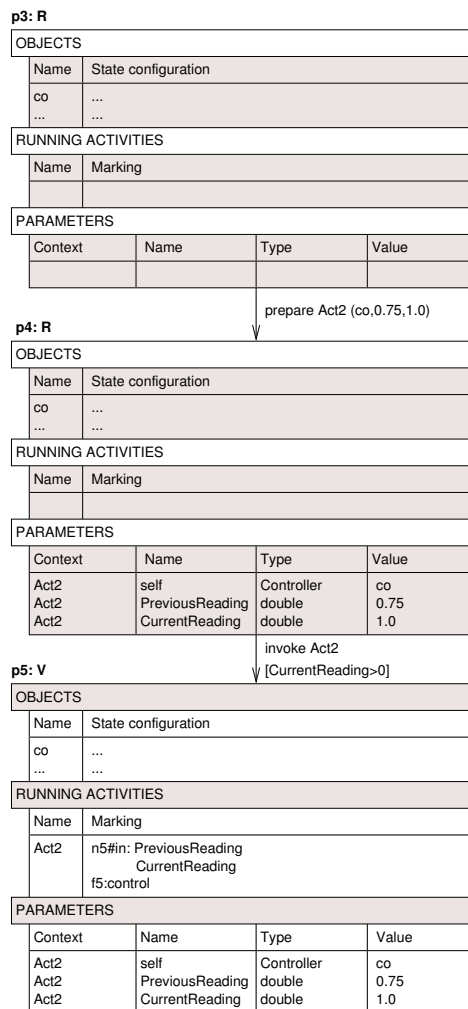 p3: R
OBJECTS
Name State configuration
co ...
... ...
RUNNING ACTIVITIES
Name Marking
PARAMETERS
Context Name Type Value
prepare Act2 (co,0.75,1.0)
p4: R
OBJECTS
Name State configuration
co ...
... ...
RUNNING ACTIVITIES
Name Marking
PARAMETERS
Context Name Type Value
Act2 self Controller co
Act2 PreviousReading double 0.75
Act2 CurrentReading double 1.0
invoke Act2
p5: V [CurrentReading>0]
OBJECTS
Name State configuration
co ...
... ...
RUNNING ACTIVITIES
Name Marking
Act2 n5#in: PreviousReading
CurrentReading
f5:control
PARAMETERS
Context Name Type Value
Act2 self Controller co
Act2 PreviousReading double 0.75
Act2 CurrentReading double 1.0